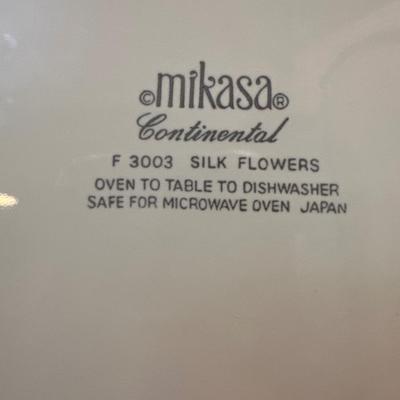 ©mikasa®
Continental
F 3003 SILK FLOWERS
OVEN TO TABLE TO DISHWASHER
SAFE FOR MICROWAVE OVEN JAPAN